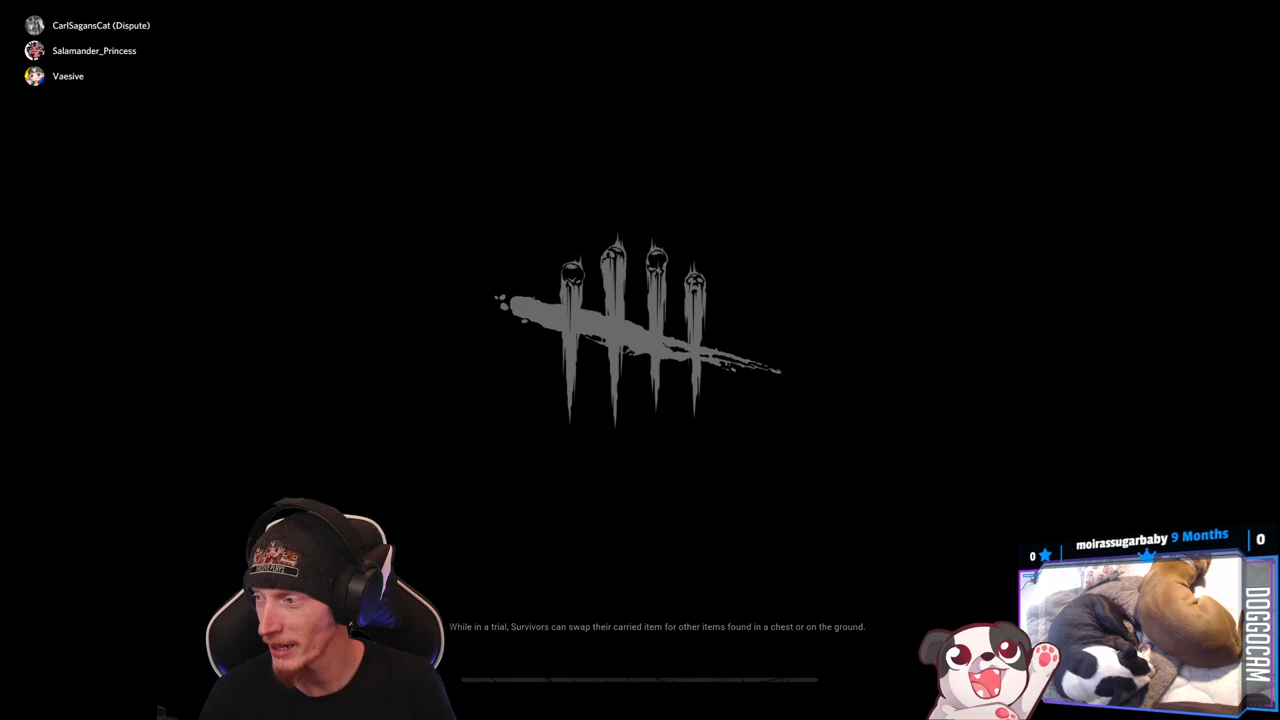 CarlSagansCat (Dispute)
Salamander_Princess
Vaesive
moirassugarbaby 9 Months
0
0
DOGGOCAM
While in a trial, Survivors can swap their carried item for other items found in a chest or on the ground.